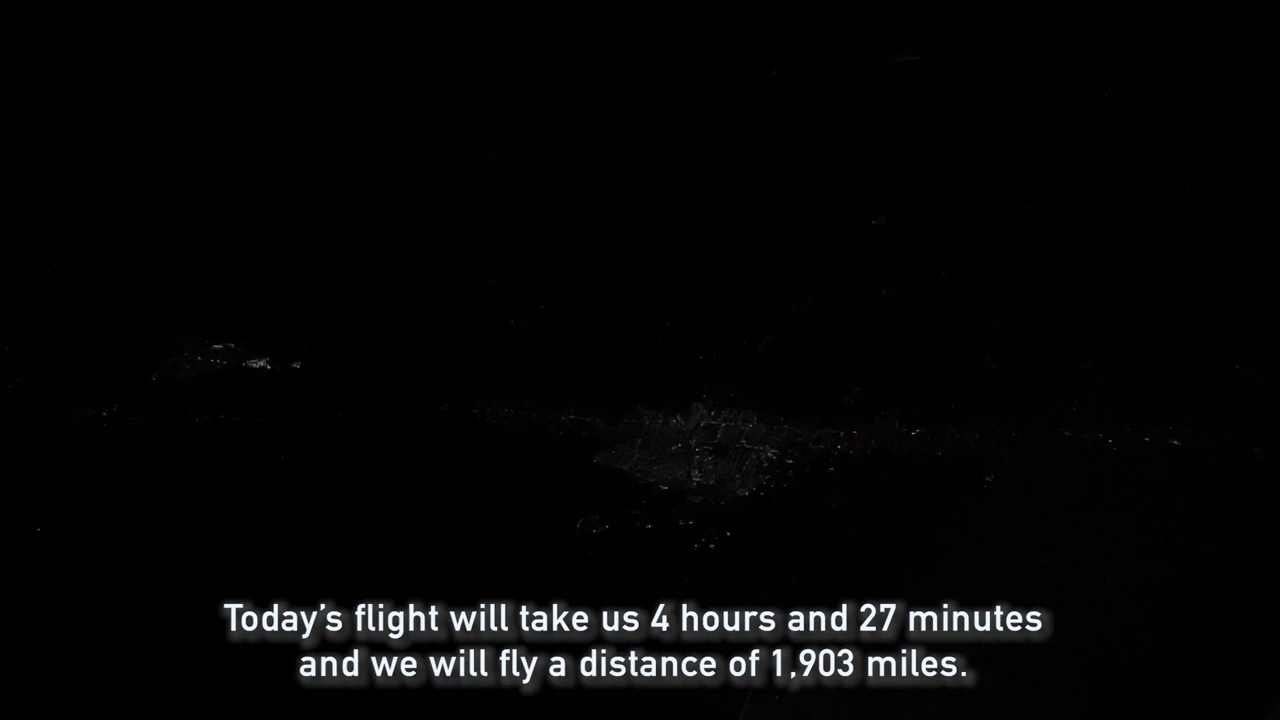 Today’s flight will take us 4 hours and 27 minutes
and we will fly a distance of 1,903 miles.